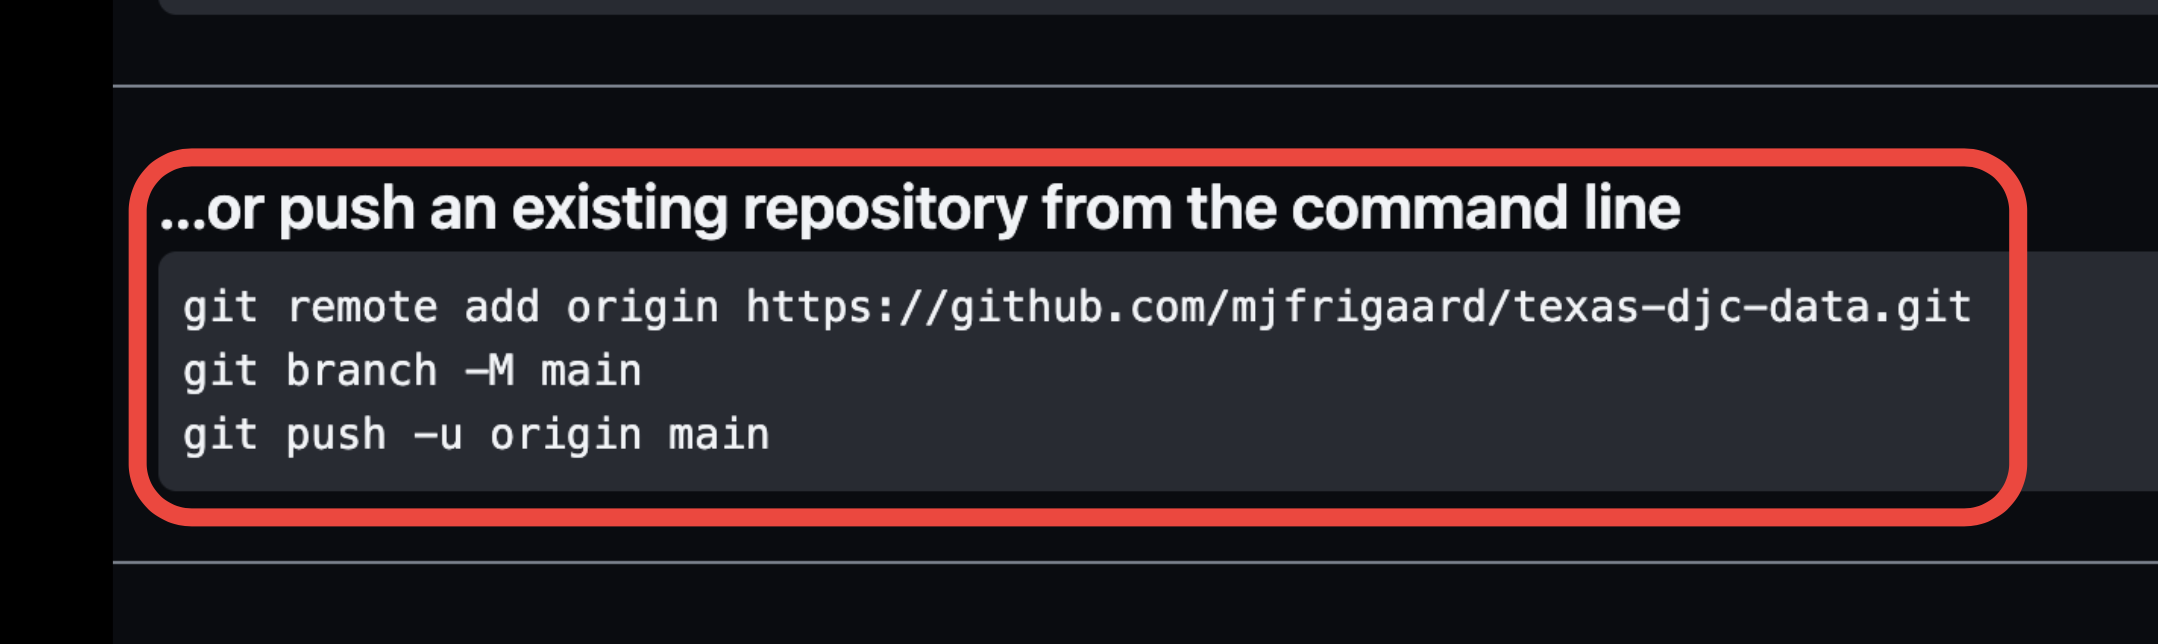 ...or push an existing repository from the command line
git remote add origin https://github.com/mjfrigaard/texas-djc-data.git
git branch -M main
git push -u origin main